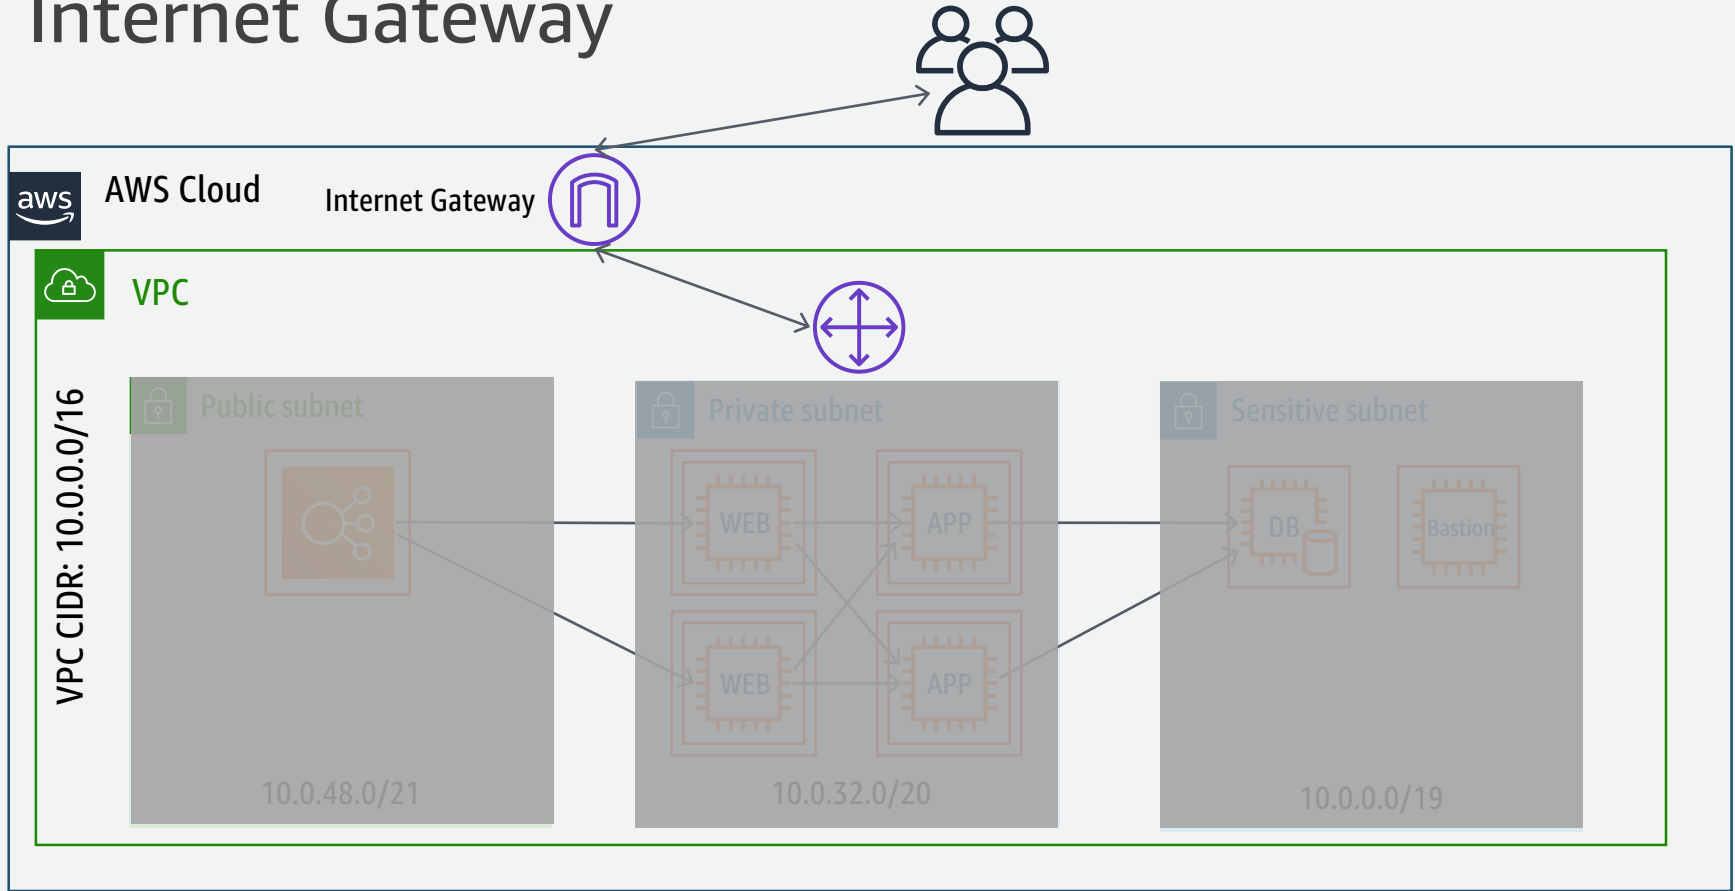 Internet Gateway
aws
AWS Cloud
Internet Gateway
VPC
VPC CIDR: 10.0.0.0/16
Public subnet
Private subnet
Sensitive subnet
WEB
APP
DB
Bastion
WEB
APP
10.0.48.0/21
10.0.32.0/20
10.0.0.0/19